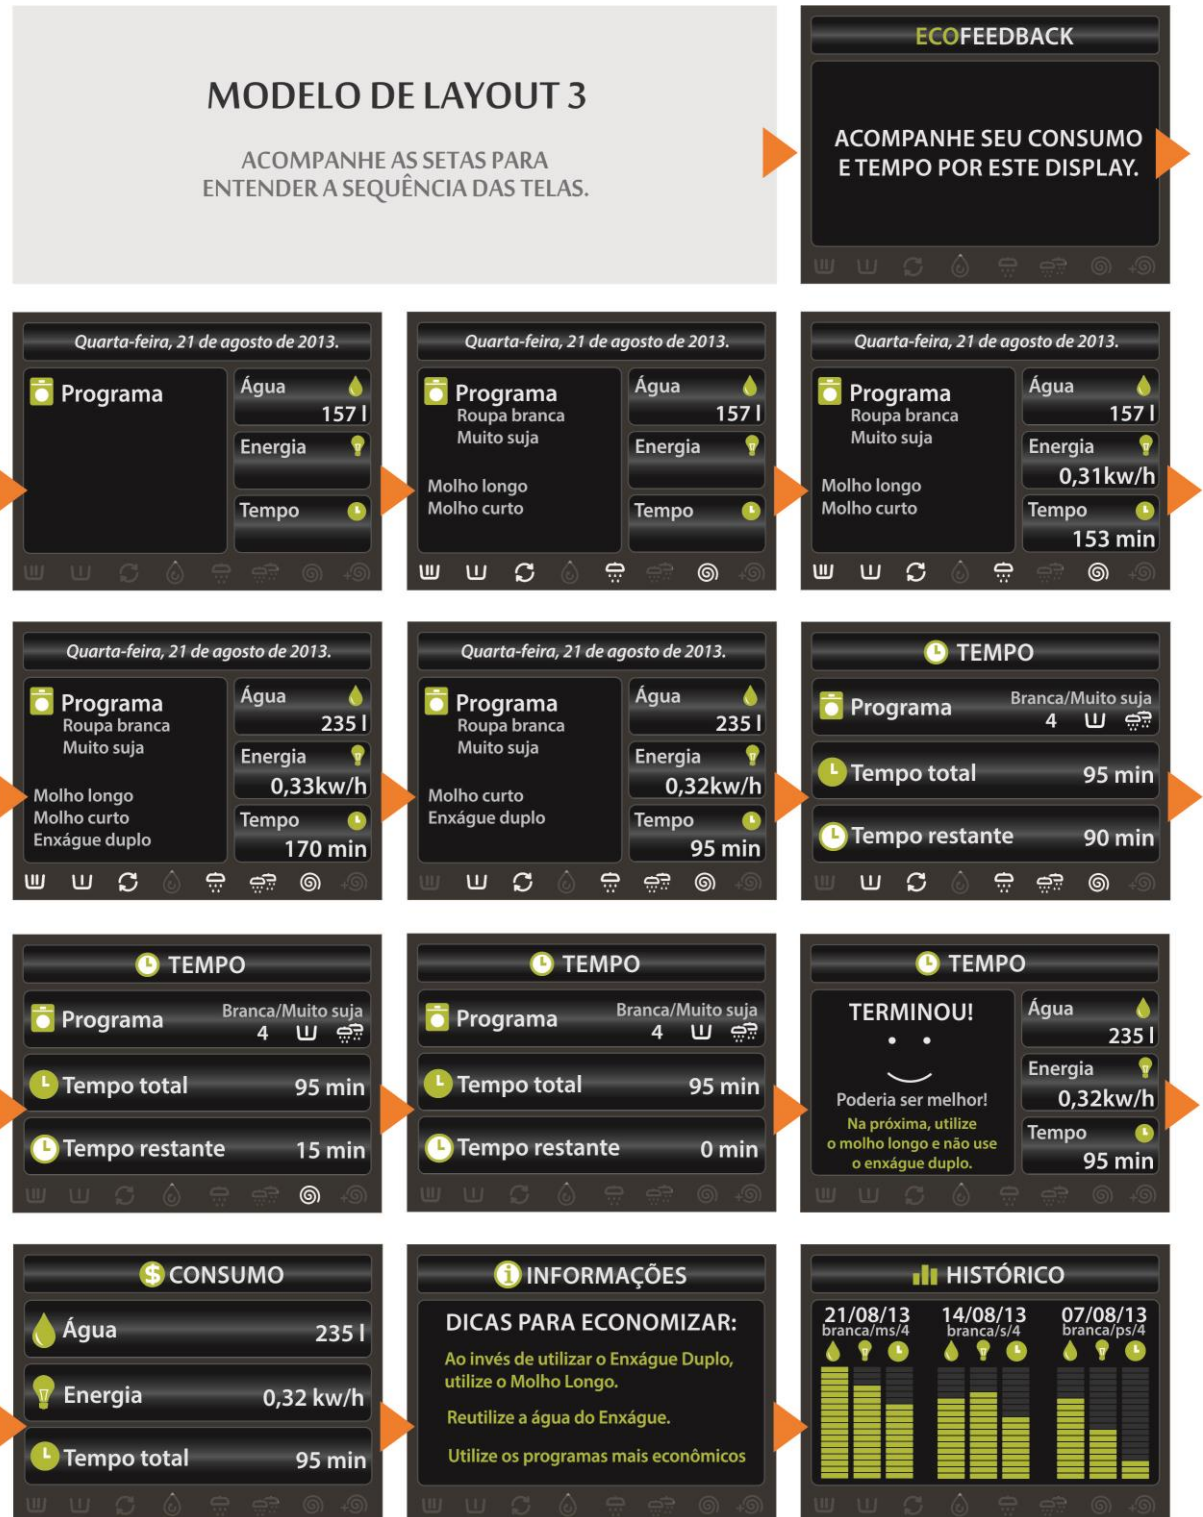 MODELO DE LAYOUT 3
ACOMPANHE AS SETAS PARA
ENTENDER A SEQUÊNCIA DAS TELAS.
ECOFEEDBACK
ACOMPANHE SEU CONSUMO
E TEMPO POR ESTE DISPLAY.
Quarta-feira, 21 de agosto de 2013.
Programa
Água
157 l
Energia
Tempo
Quarta-feira, 21 de agosto de 2013.
Programa
Roupa branca
Muito suja
Molho longo
Molho curto
Água
157 l
Energia
Tempo
Quarta-feira, 21 de agosto de 2013.
Programa
Roupa branca
Muito suja
Molho longo
Molho curto
Água
157 l
Energia
0,31kw/h
Tempo
153 min
Quarta-feira, 21 de agosto de 2013.
Programa
Roupa branca
Muito suja
Molho longo
Molho curto
Enxágue duplo
Água
235 l
Energia
0,33kw/h
Tempo
170 min
Quarta-feira, 21 de agosto de 2013.
Programa
Roupa branca
Muito suja
Molho curto
Enxágue duplo
Água
235 l
Energia
0,32kw/h
Tempo
95 min
TEMPO
Programa
Branca/Muito suja
4
Tempo total 95 min
Tempo restante 90 min
TEMPO
Programa
Branca/Muito suja
4
Tempo total 95 min
Tempo restante 15 min
TEMPO
Programa
Branca/Muito suja
4
Tempo total 95 min
Tempo restante 0 min
TEMPO
TERMINOU!
Poderia ser melhor!
Na próxima, utilize
o molho longo e não use
o enxágue duplo.
Água
235 l
Energia
0,32kw/h
Tempo
95 min
$ CONSUMO
Água 235 l
Energia 0,32 kw/h
Tempo total 95 min
i INFORMAÇÕES
DICAS PARA ECONOMIZAR:
Ao invés de utilizar o Enxágue Duplo,
utilize o Molho Longo.
Reutilize a água do Enxágue.
Utilize os programas mais econômicos
HISTÓRICO
21/08/13 14/08/13 07/08/13
branca/ms/4 branca/s/4 branca/ps/4